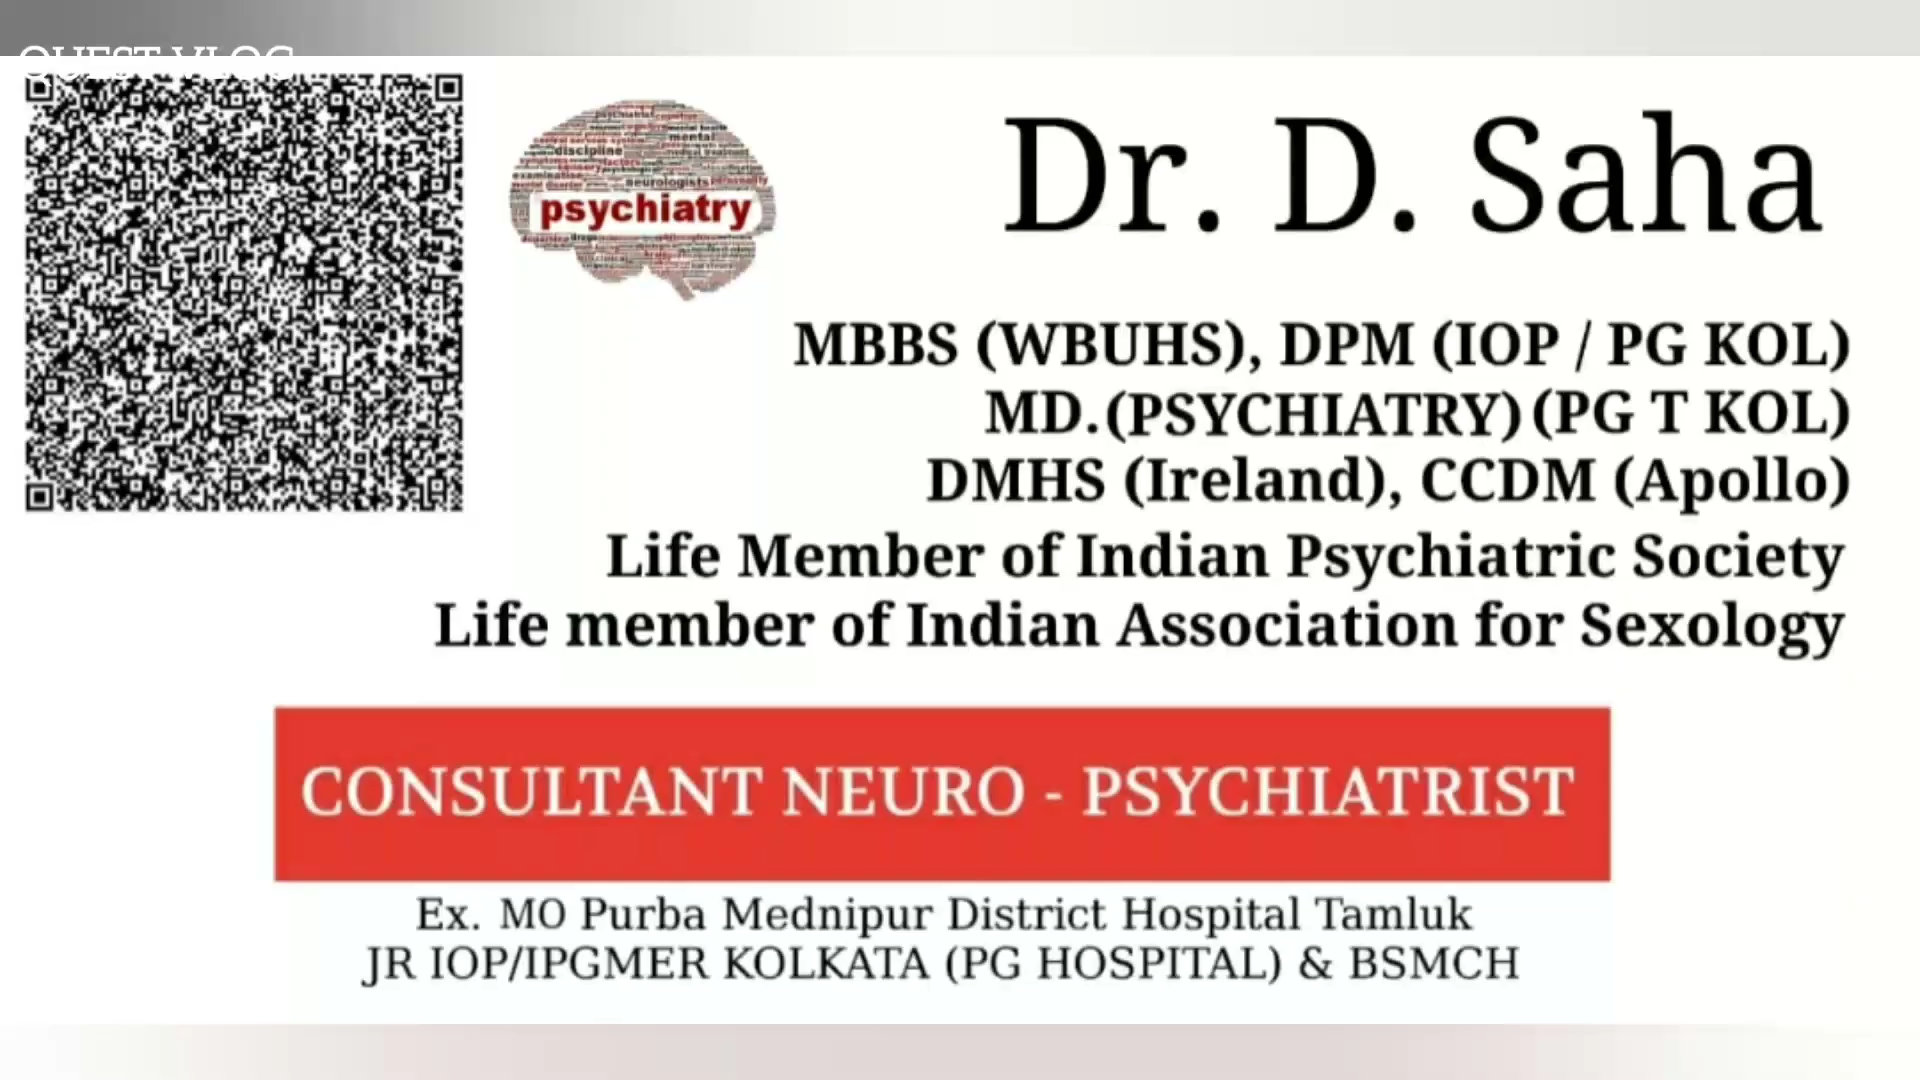 QUEST VLOG
psychiatry
Dr. D. Saha
MBBS (WBUHS), DPM (IOP / PG KOL)
MD.(PSYCHIATRY) (PG T KOL)
DMHS (Ireland), CCDM (Apollo)
Life Member of Indian Psychiatric Society
Life member of Indian Association for Sexology
CONSULTANT NEURO - PSYCHIATRIST
Ex. MO Purba Mednipur District Hospital Tamluk
JR IOP/IPGMER KOLKATA (PG HOSPITAL) & BSMCH